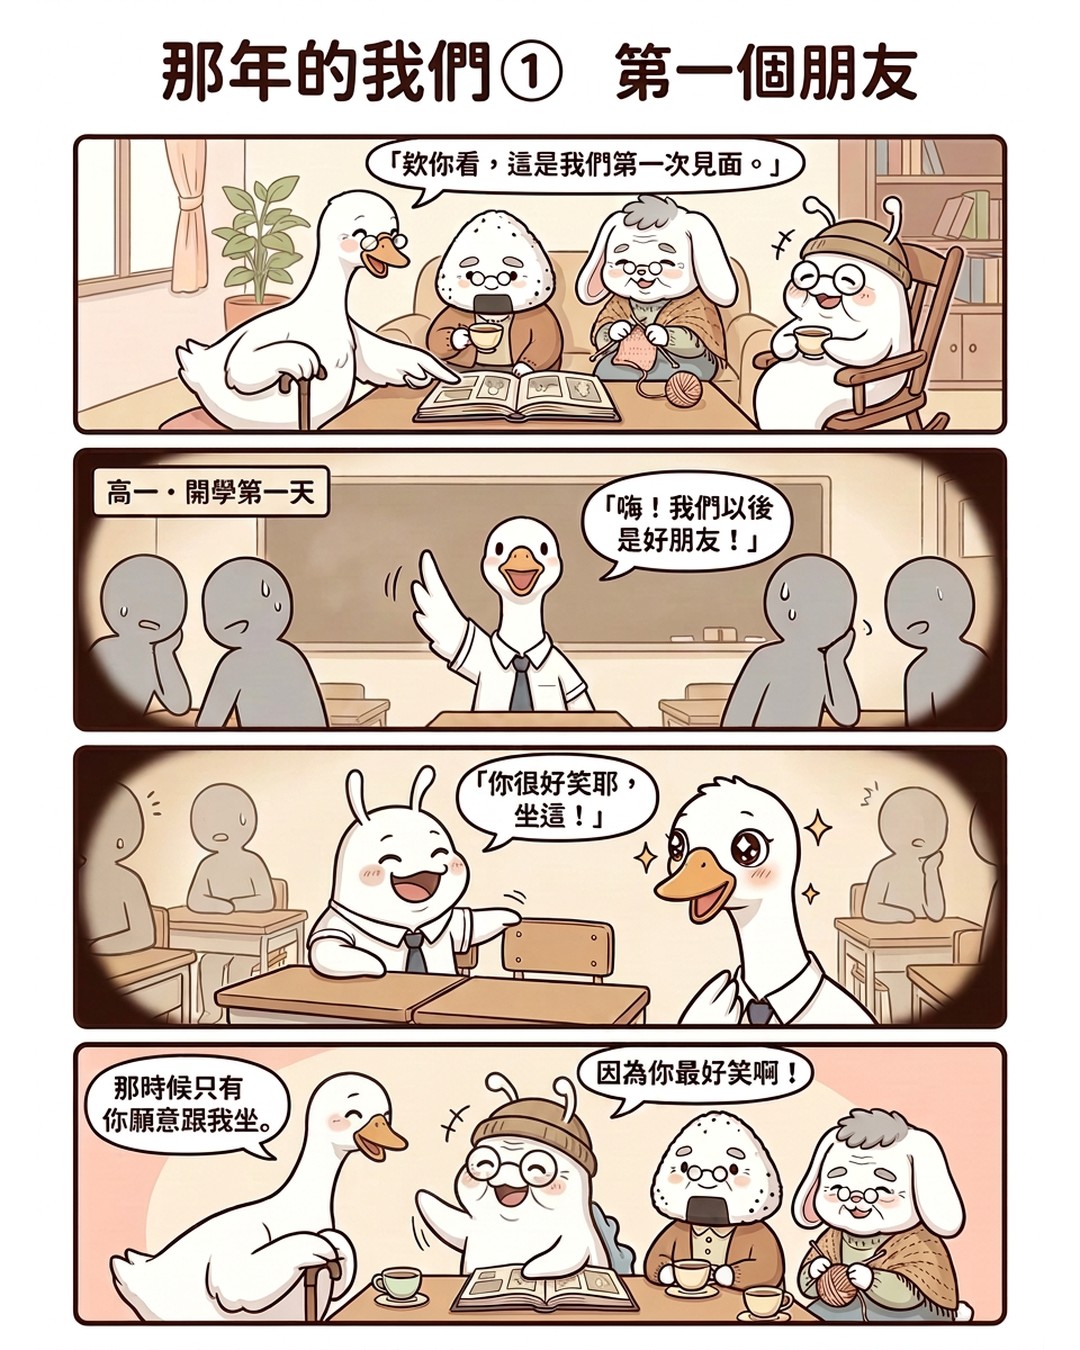 那年的我們① 第一個朋友
「欸你看，這是我們第一次見面。」
高一・開學第一天
「嗨！我們以後
是好朋友！」
「你很好笑耶，
坐這！」
那時候只有
你願意跟我坐。
因為你最好笑啊！